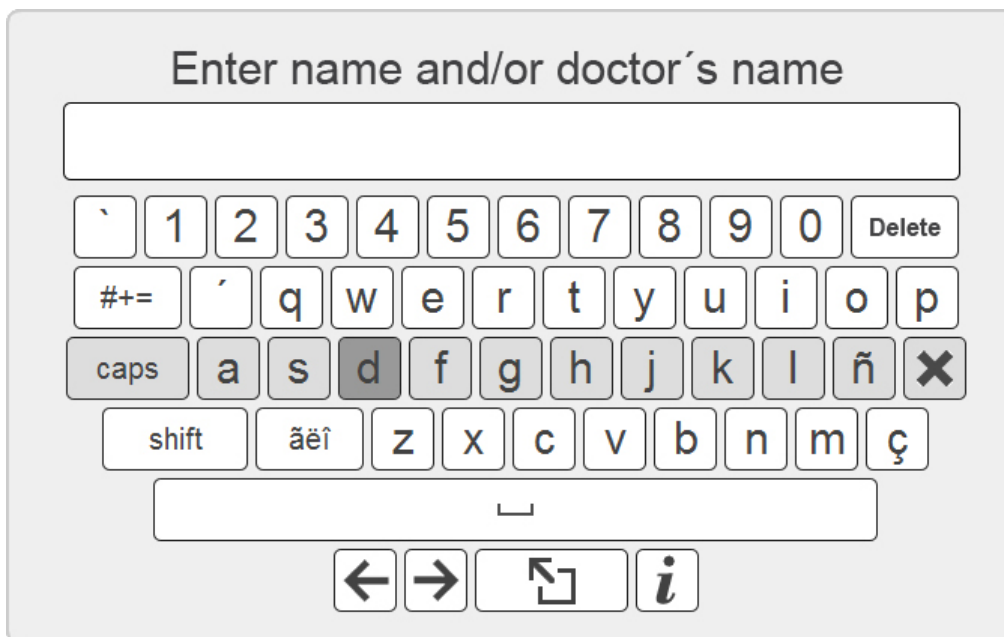 Enter name and/or doctor´s name
` 1 2 3 4 5 6 7 8 9 0 Delete
#+= ´ q w e r t y u i o p
caps a s d f g h j k l ñ
shift ãëî z x c v b n m ç
i